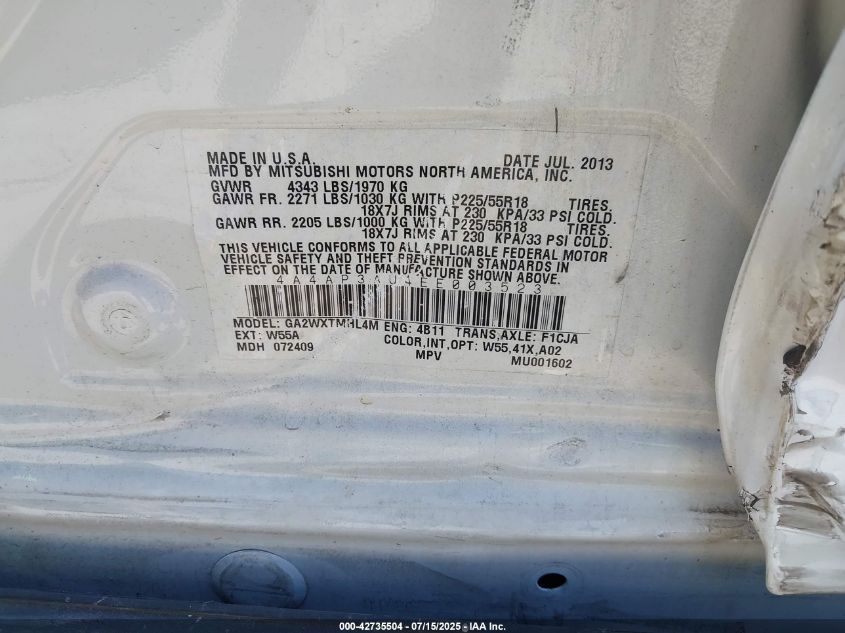 MADE IN U.S.A. DATE JUL. 2013
MFD BY MITSUBISHI MOTORS NORTH AMERICA, INC.
GVWR 4343 LBS/1970 KG
GAWR FR. 2271 LBS/1030 KG WITH P225/55R18 TIRES.
18X7J RIMS AT 230 KPA/33 PSI COLD.
GAWR RR. 2205 LBS/1000 KG WITH P225/55R18 TIRES.
18X7J RIMS AT 230 KPA/33 PSI COLD.
THIS VEHICLE CONFORMS TO ALL APPLICABLE FEDERAL MOTOR
VEHICLE SAFETY AND THEFT PREVENTION STANDARDS IN
EFFECT ON THE DATE OF MANUFACTURE SHOWN ABOVE.
4A4AP3AU4EE003523
MODEL: GA2WXTMHL4M ENG: 4B11 TRANS,AXLE: F1CJA
EXT: W55A COLOR,INT,OPT: W55,41X,A02
MDH 072409 MPV MU001602
000-42735504 - 07/15/2025 - IAA Inc.